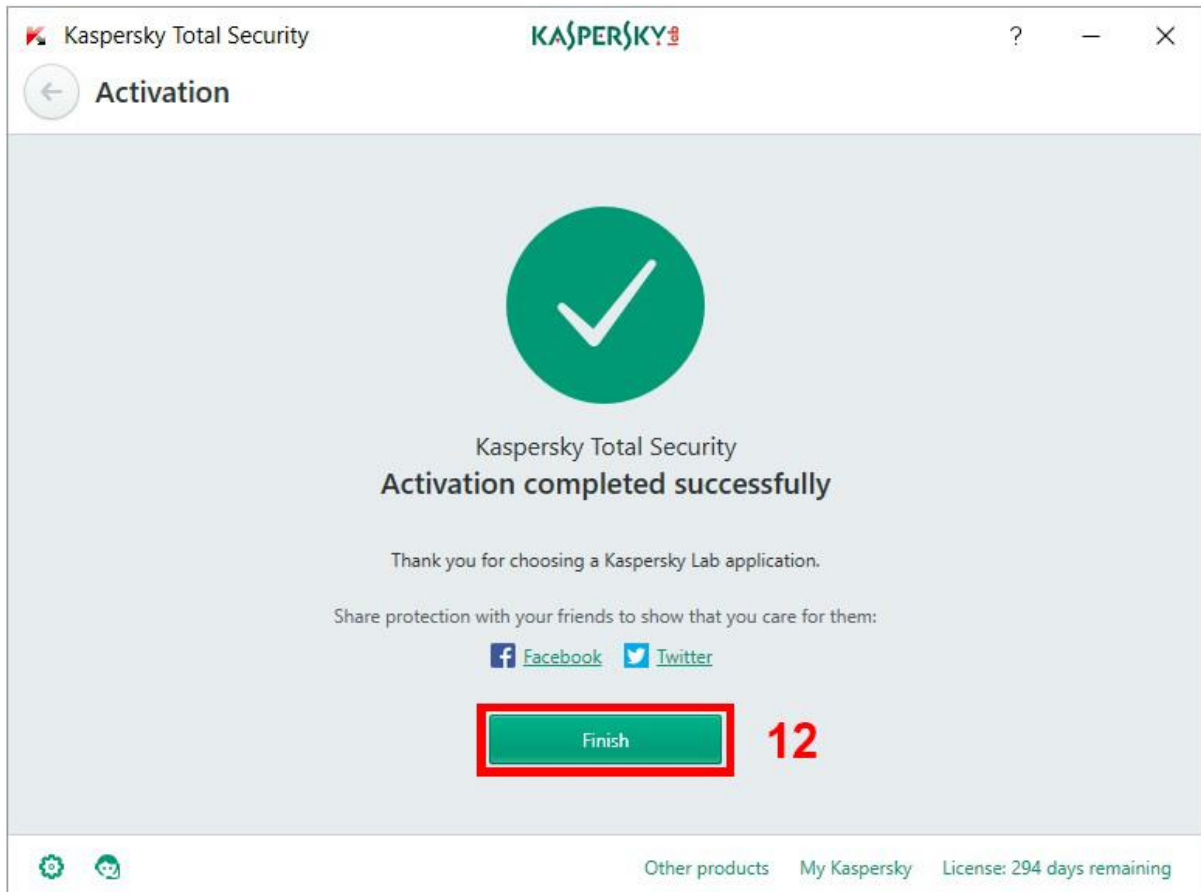 Kaspersky Total Security
KASPERSKY lab
?
Activation
Kaspersky Total Security
Activation completed successfully
Thank you for choosing a Kaspersky Lab application.
Share protection with your friends to show that you care for them:
Facebook Twitter
Finish 12
Other products My Kaspersky License: 294 days remaining